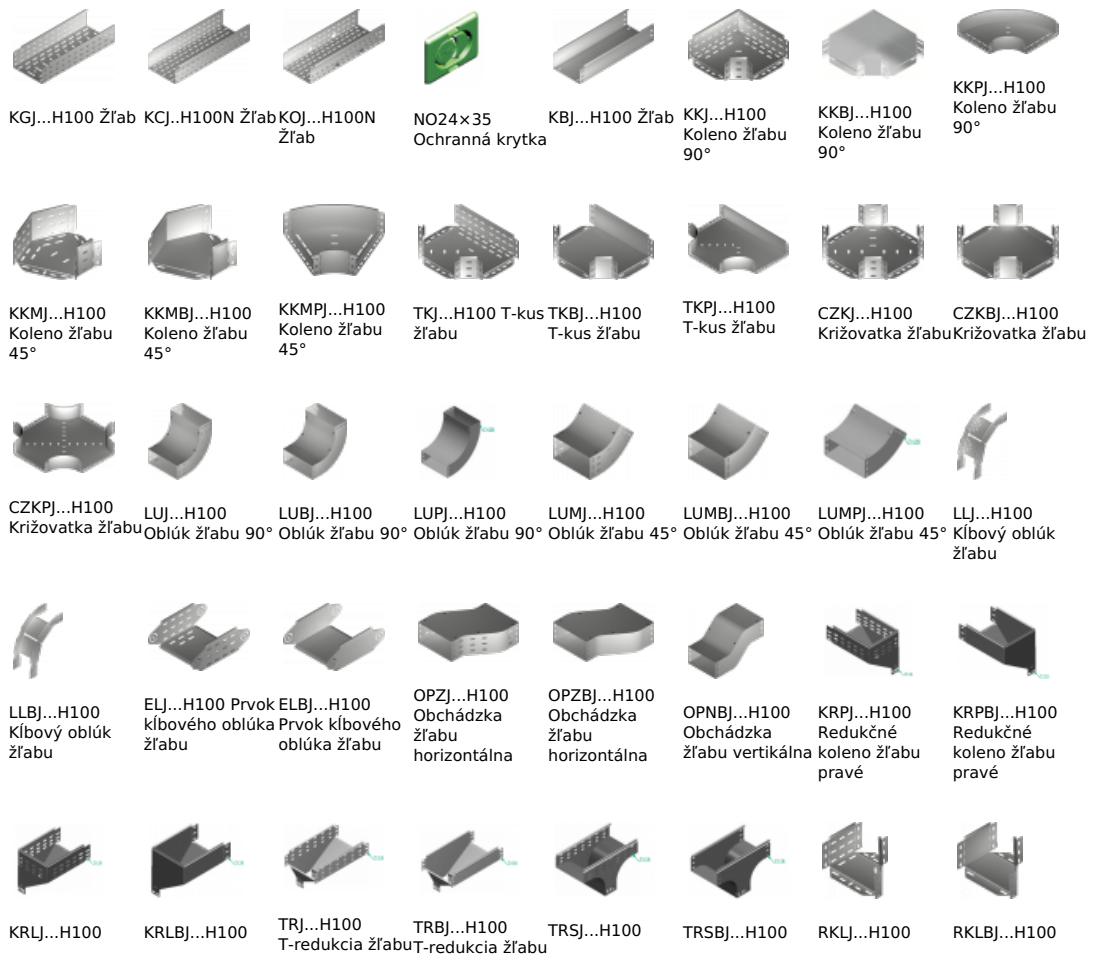 KGJ...H100 Žľab
KCJ..H100N Žľab
KOJ...H100N
Žľab
NO24×35
Ochranná krytka
KBJ...H100 Žľab
KKJ...H100
Koleno žľabu
90°
KKBJ...H100
Koleno žľabu
90°
KKPJ...H100
Koleno žľabu
90°
KKMJ...H100
Koleno žľabu
45°
KKMBJ...H100
Koleno žľabu
45°
KKMPJ...H100
Koleno žľabu
45°
TKJ...H100 T-kus
žľabu
TKBJ...H100
T-kus žľabu
TKPJ...H100
T-kus žľabu
CZKJ...H100
Križovatka žľabu
CZKBJ...H100
Križovatka žľabu
CZKPJ...H100
Križovatka žľabu
LUJ...H100
Oblúk žľabu 90°
LUBJ...H100
Oblúk žľabu 90°
LUPJ...H100
Oblúk žľabu 90°
LUMJ...H100
Oblúk žľabu 45°
LUMBJ...H100
Oblúk žľabu 45°
LUMPJ...H100
Oblúk žľabu 45°
LLJ...H100
Kĺbový oblúk
žľabu
LLBJ...H100
Kĺbový oblúk
žľabu
ELJ...H100 Prvok
kĺbového oblúka
žľabu
ELBJ...H100
Prvok kĺbového
oblúka žľabu
OPZJ...H100
Obchádzka
žľabu
horizontálna
OPZBJ...H100
Obchádzka
žľabu
horizontálna
OPNBJ...H100
Obchádzka
žľabu vertikálna
KRPJ...H100
Redukčné
koleno žľabu
pravé
KRPBJ...H100
Redukčné
koleno žľabu
pravé
KRLJ...H100
KRLBJ...H100
TRJ...H100
T-redukcia žľabu
TRBJ...H100
T-redukcia žľabu
TRSJ...H100
TRSBJ...H100
RKLJ...H100
RKLBJ...H100